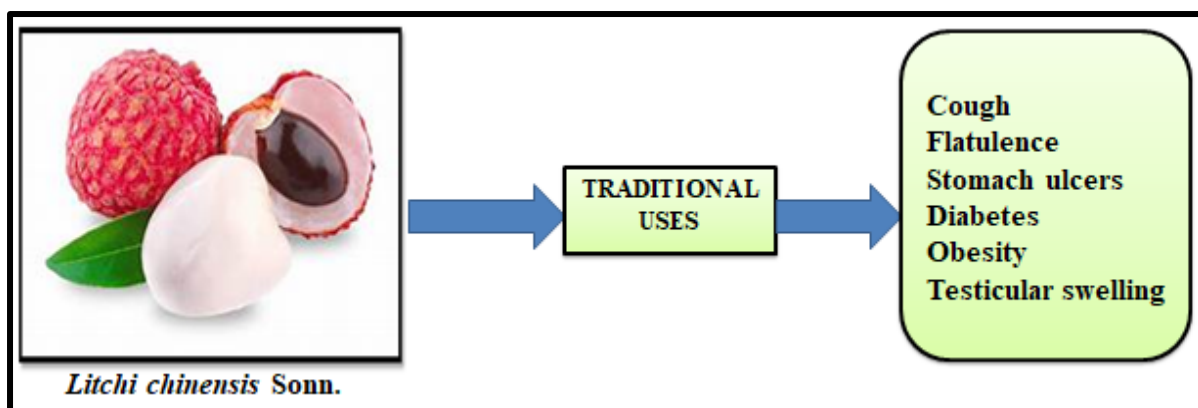 Litchi chinensis Sonn.
TRADITIONAL
USES
Cough
Flatulence
Stomach ulcers
Diabetes
Obesity
Testicular swelling